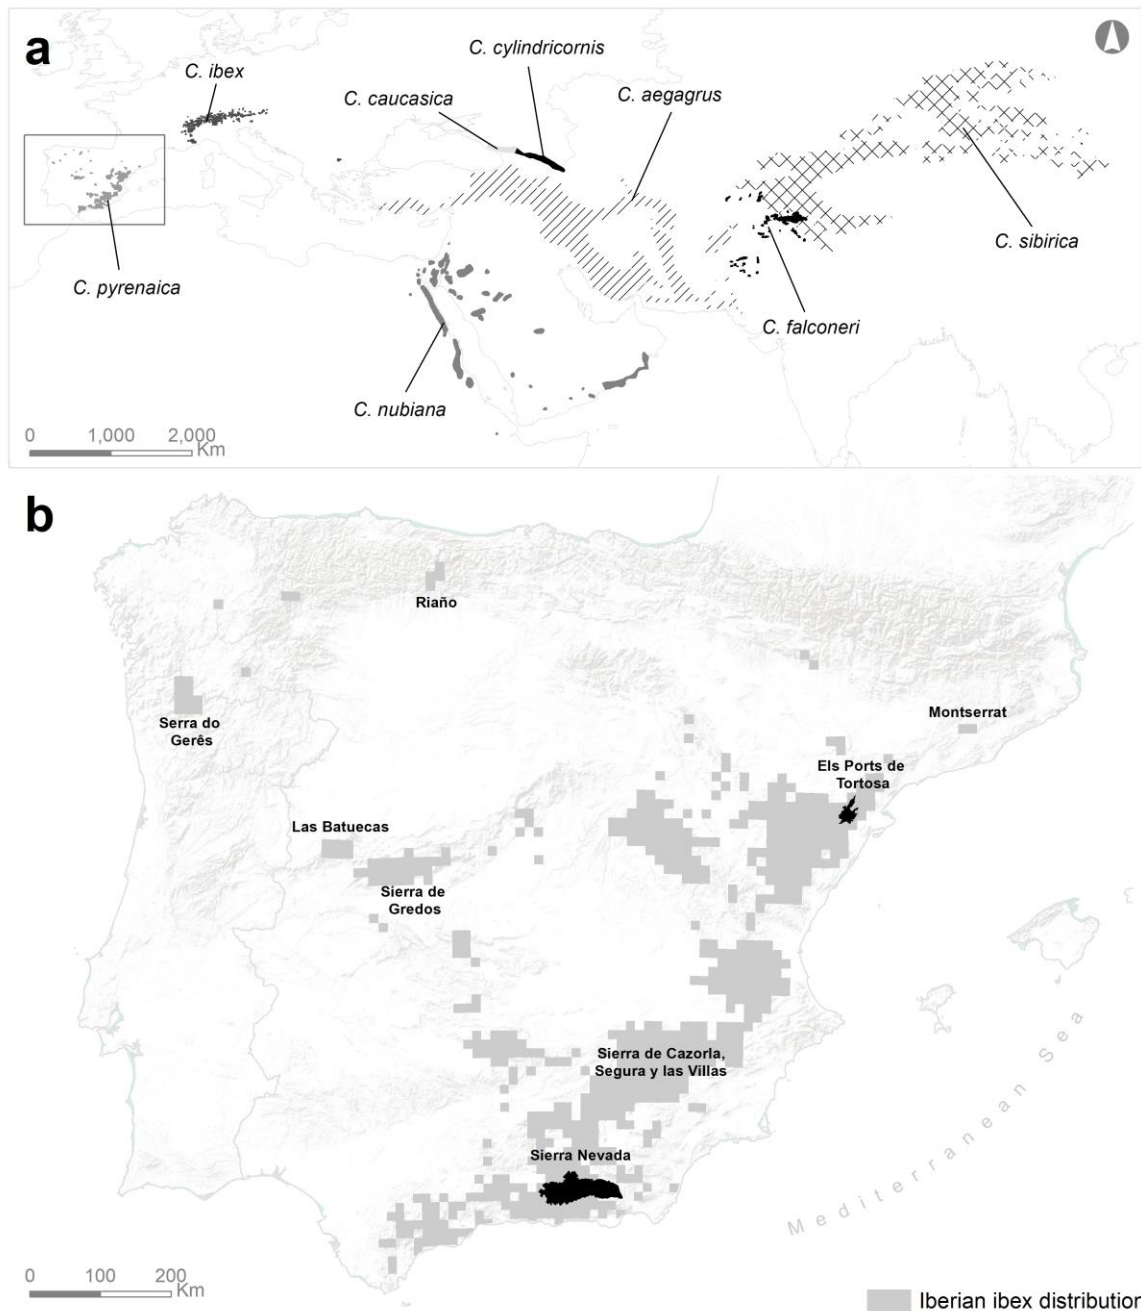 a
C. cylindricornis
C. ibex
C. caucasica
C. aegagrus
C. sibirica
C. pyrenaica
C. falconeri
C. nubiana
0 1,000 2,000
Km
b
Riaño
Serra do
Gerês
Montserrat
Els Ports de
Tortosa
Las Batuecas
Sierra de
Gredos
Sierra de Cazorla,
Segura y las Villas
Sierra Nevada
Mediterranean Sea
0 100 200
Km
Iberian ibex distribution